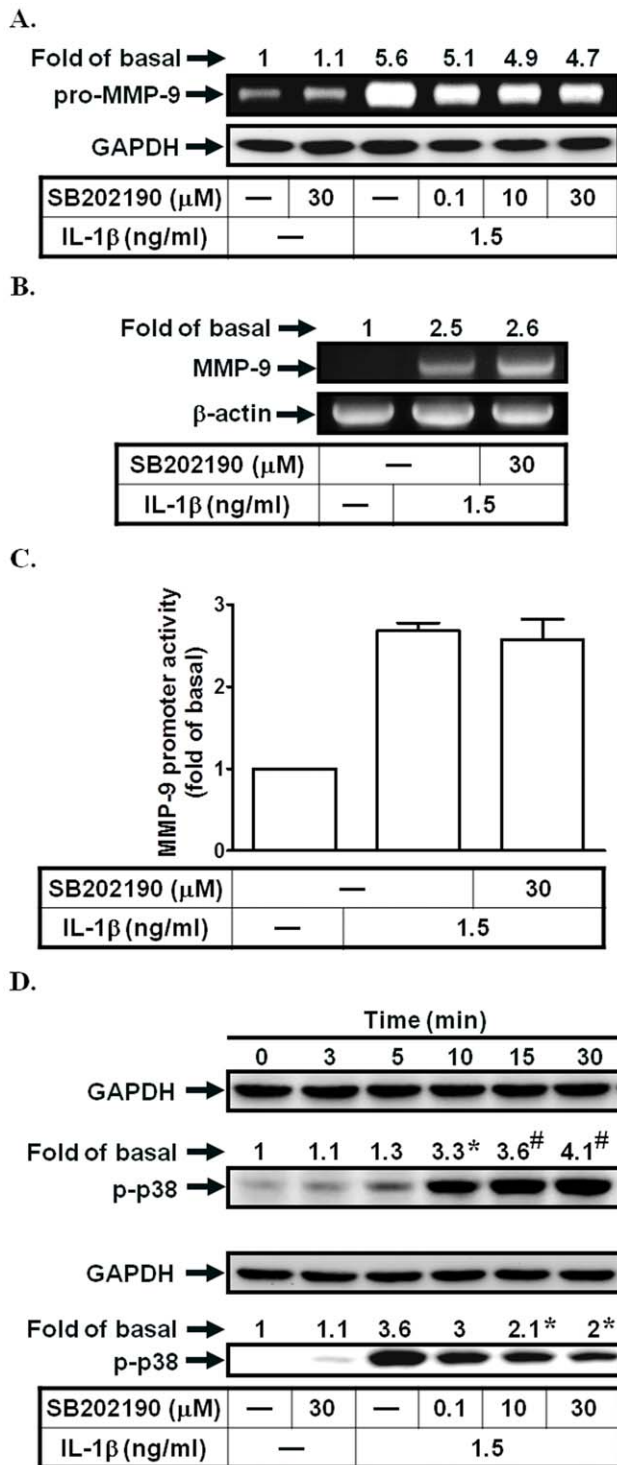 A.
Fold of basal 1 1.1 5.6 5.1 4.9 4.7
pro-MMP-9
GAPDH
SB202190 (μM) — 30 — 0.1 10 30
IL-1β (ng/ml) — 1.5
B.
Fold of basal 1 2.5 2.6
MMP-9
β-actin
SB202190 (μM) — 30
IL-1β (ng/ml) — 1.5
C.
MMP-9 promoter activity
(fold of basal)
3
2
1
0
SB202190 (μM) — 30
IL-1β (ng/ml) — 1.5
D.
Time (min)
0 3 5 10 15 30
GAPDH
Fold of basal 1 1.1 1.3 3.3* 3.6# 4.1#
p-p38
GAPDH
Fold of basal 1 1.1 3.6 3 2.1* 2*
p-p38
SB202190 (μM) — 30 — 0.1 10 30
IL-1β (ng/ml) — 1.5